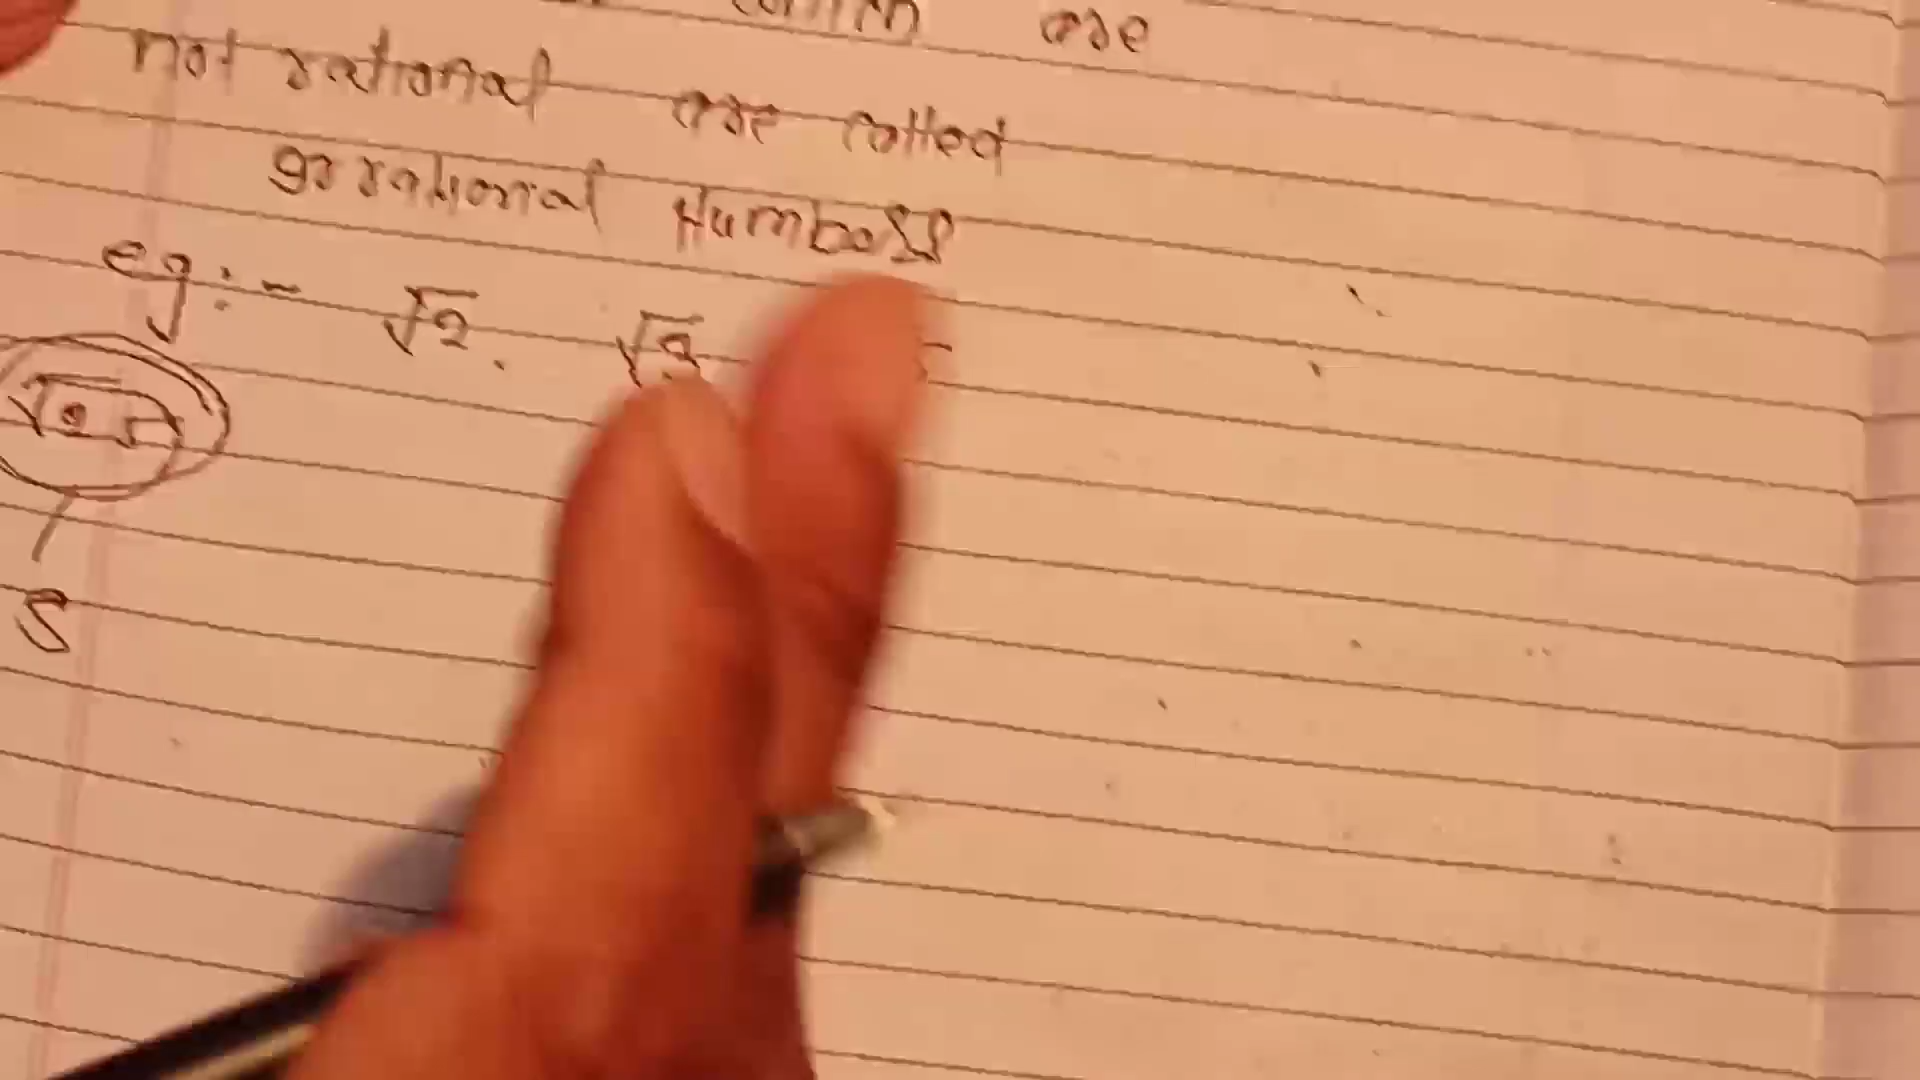 are
not rational are called
Irrational Numbers
eg:- √2. √3
√25
5